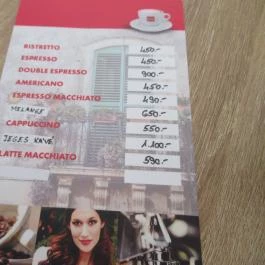 RISTRETTO 450.-
ESPRESSO 450.-
DOUBLE ESPRESSO 900.-
AMERICANO 450.-
ESPRESSO MACCHIATO 490.-
MELANGE 650.-
CAPPUCCINO 550.-
JEGES KÁVÉ 1.100.-
LATTE MACCHIATO 590.-